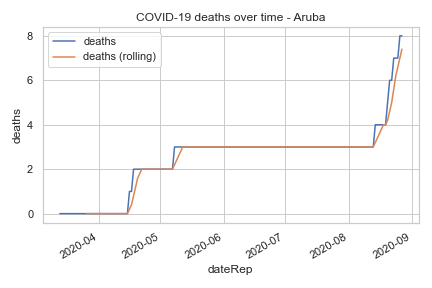 COVID-19 deaths over time - Aruba
deaths
deaths (rolling)
8
6
4
2
0
deaths
2020-04
2020-05
2020-06
2020-07
2020-08
2020-09
dateRep